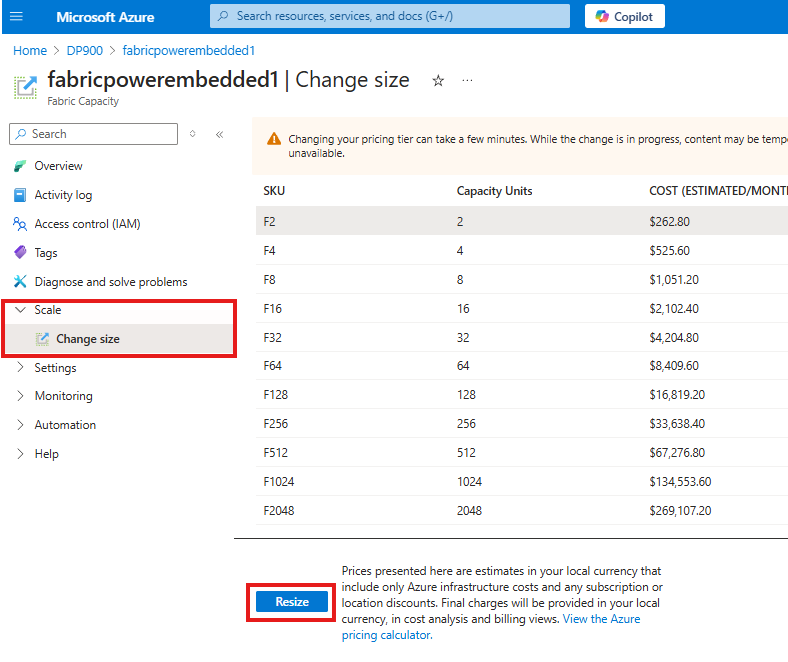 Microsoft Azure
Search resources, services, and docs (G+/)
Copilot
Home > DP900 > fabricpowerembedded1
fabricpowerembedded1 | Change size
Fabric Capacity
Search
Overview
Activity log
Access control (IAM)
Tags
Diagnose and solve problems
Scale
Change size
Settings
Monitoring
Automation
Help
Changing your pricing tier can take a few minutes. While the change is in progress, content may be tempo
unavailable.
SKU Capacity Units COST (ESTIMATED/MONTH
F2 2 $262.80
F4 4 $525.60
F8 8 $1,051.20
F16 16 $2,102.40
F32 32 $4,204.80
F64 64 $8,409.60
F128 128 $16,819.20
F256 256 $33,638.40
F512 512 $67,276.80
F1024 1024 $134,553.60
F2048 2048 $269,107.20
Resize
Prices presented here are estimates in your local currency that
include only Azure infrastructure costs and any subscription or
location discounts. Final charges will be provided in your local
currency, in cost analysis and billing views. View the Azure
pricing calculator.